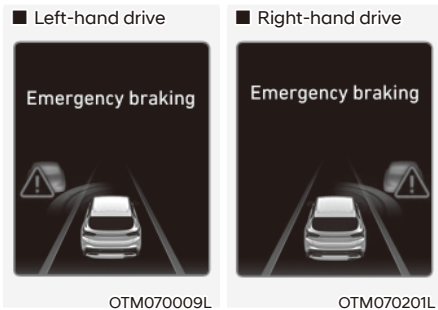 ■ Left-hand drive
Emergency braking
OTM070009L
■ Right-hand drive
Emergency braking
OTM070201L